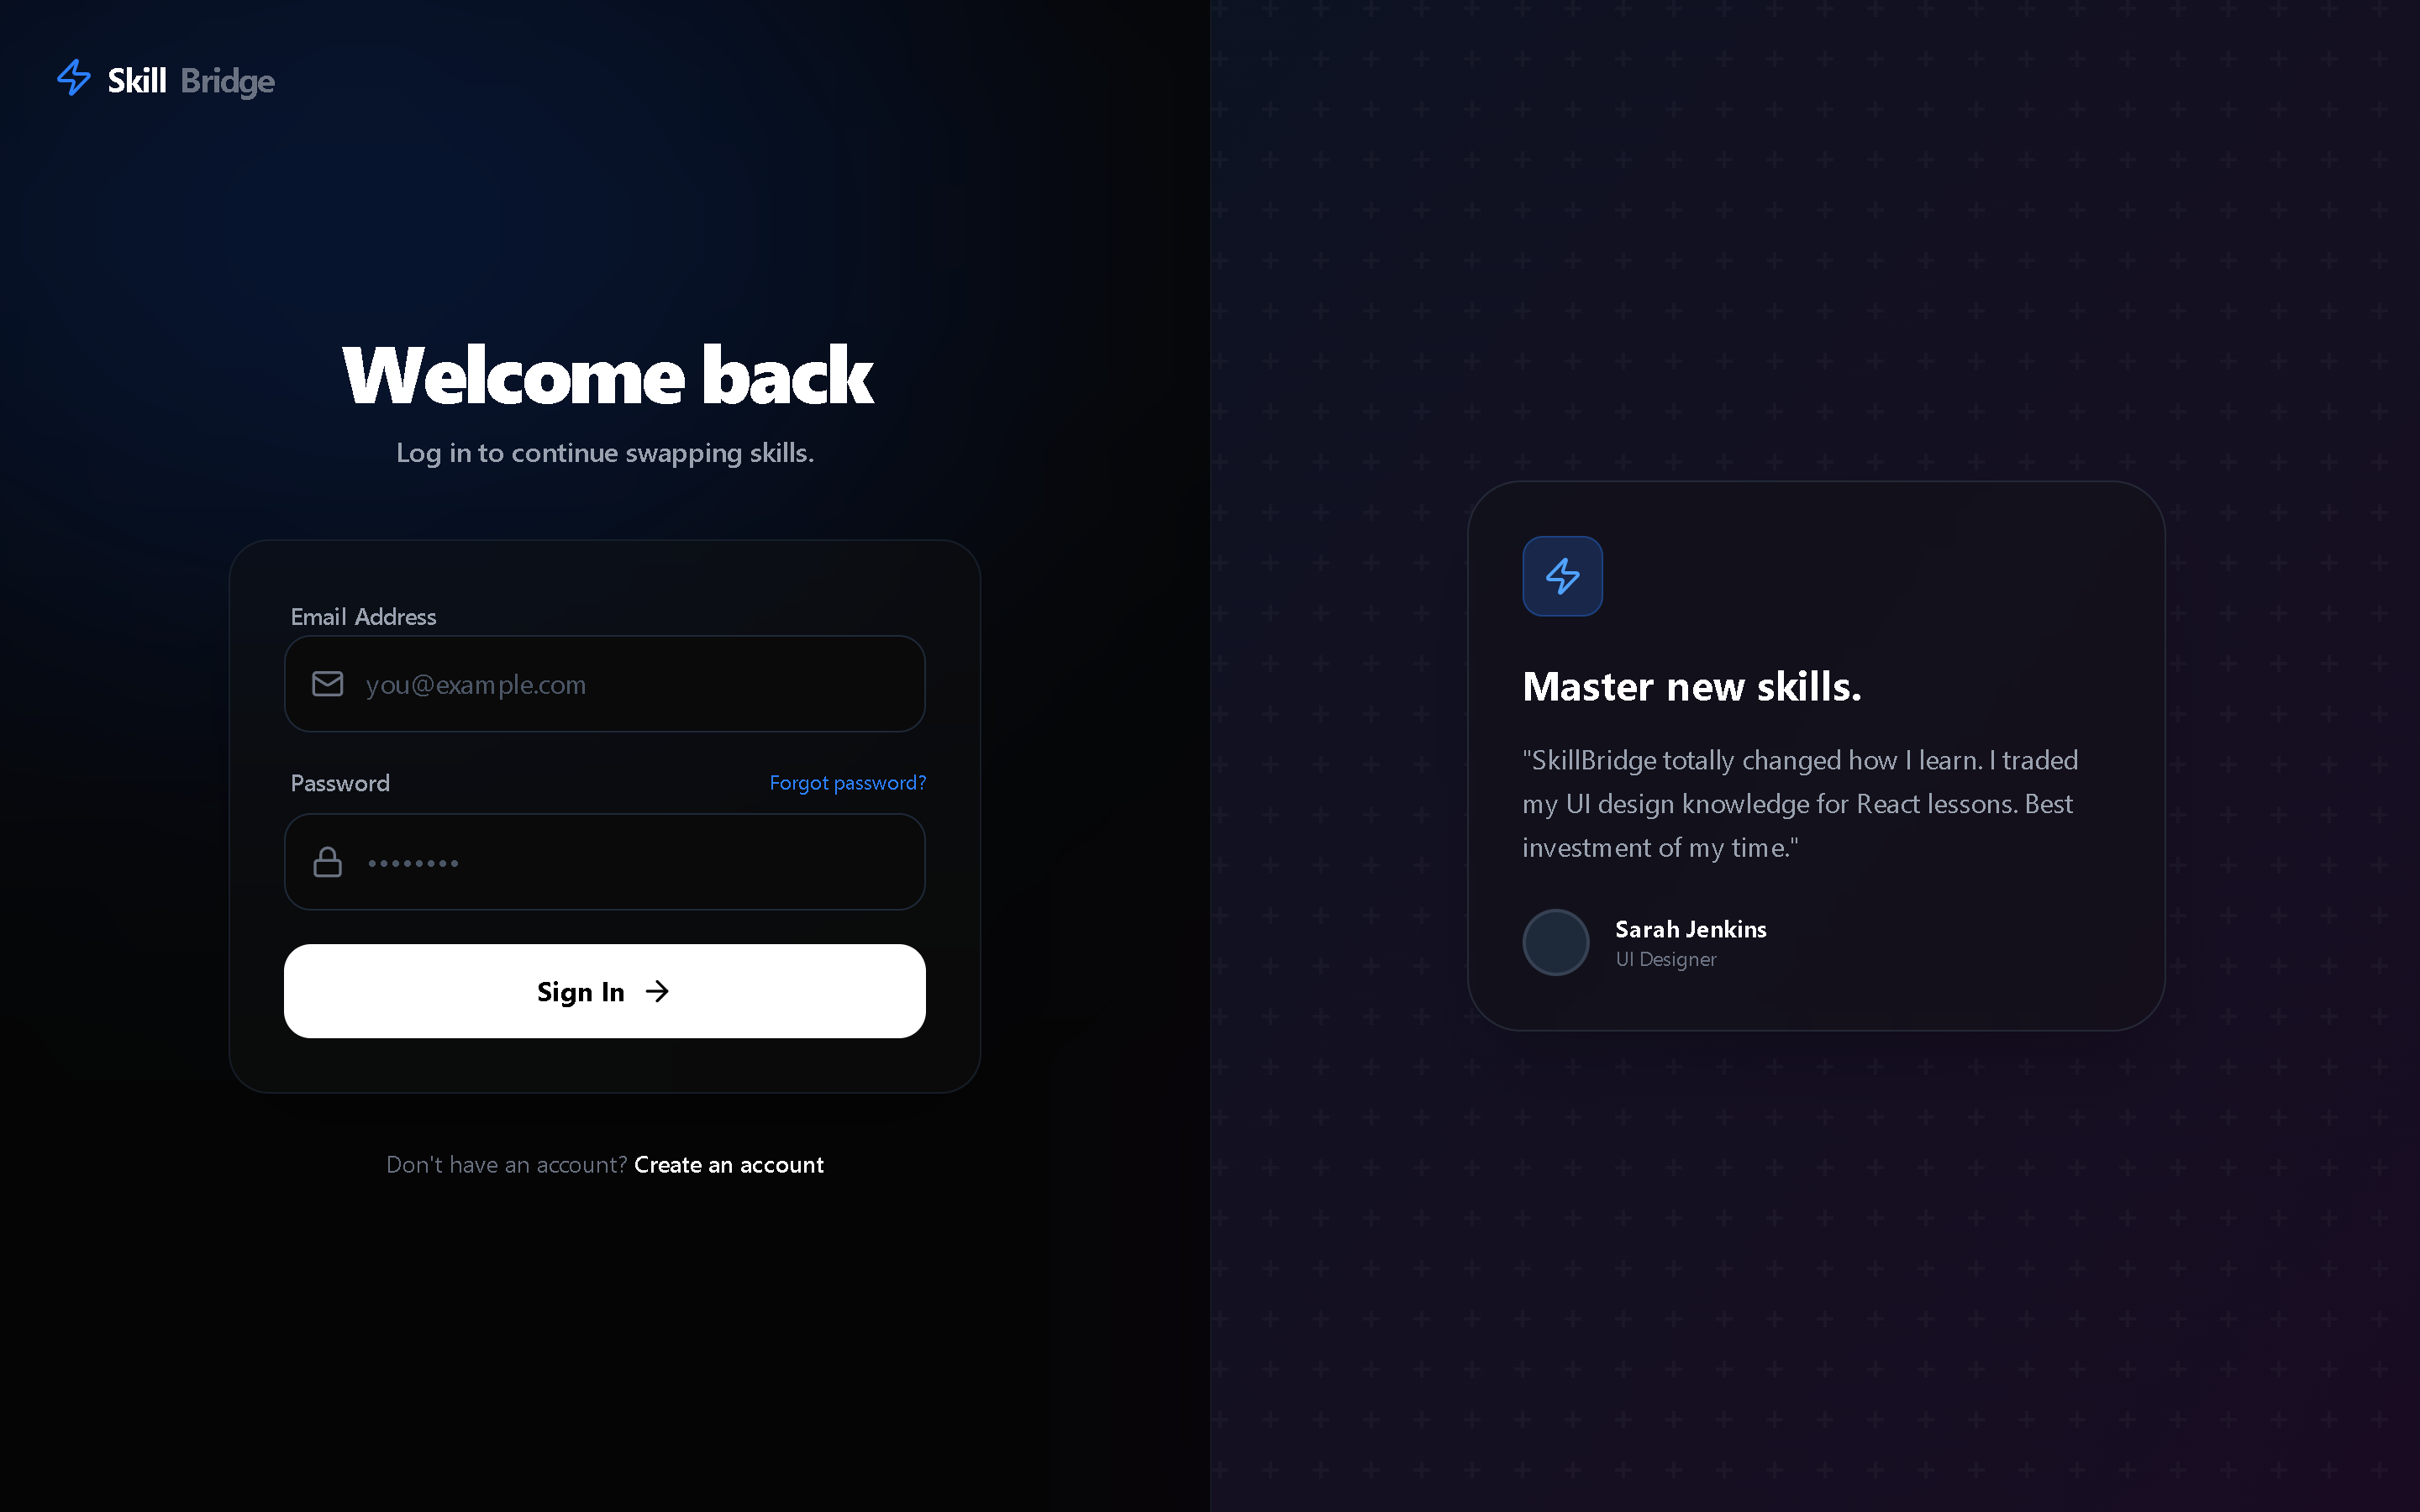 Skill Bridge
Welcome back
Log in to continue swapping skills.
Email Address
you@example.com
Password
Forgot password?
••••••••
Sign In
Don't have an account? Create an account
Master new skills.
"SkillBridge totally changed how I learn. I traded
my UI design knowledge for React lessons. Best
investment of my time."
Sarah Jenkins
UI Designer